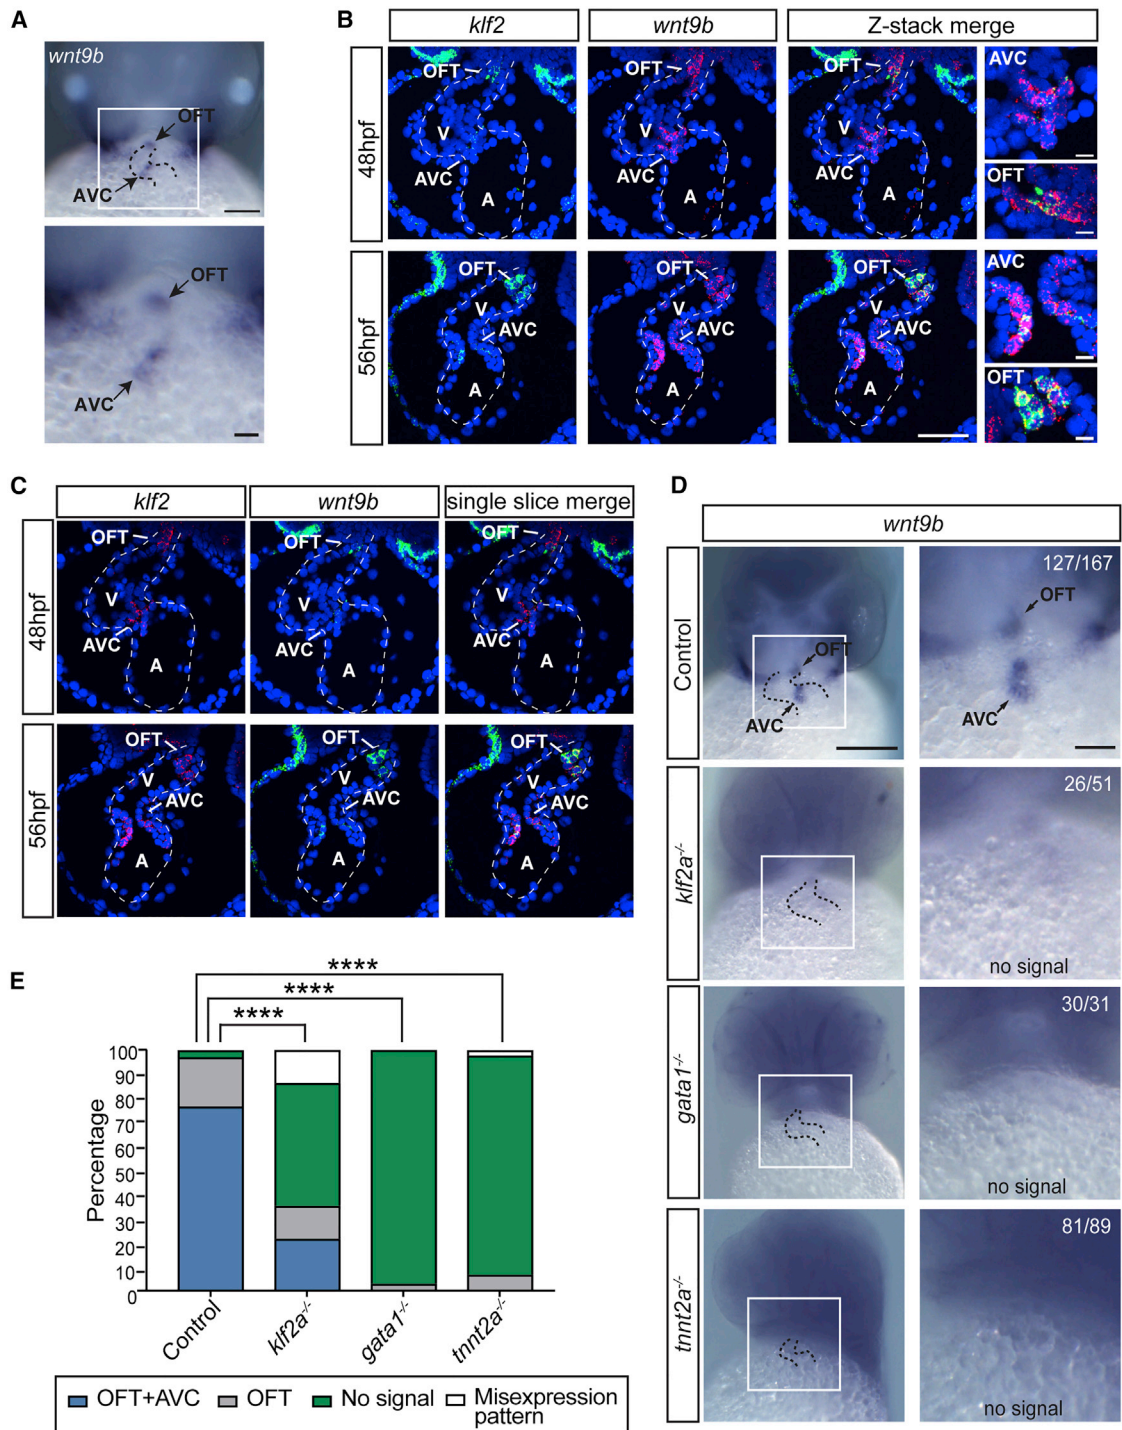 A
wnt9b
OFT
AVC
OFT
AVC
B
klf2
wnt9b
Z-stack merge
48hpf
OFT
V
AVC
A
OFT
V
AVC
A
OFT
V
AVC
A
AVC
OFT
56hpf
OFT
V
AVC
A
OFT
V
AVC
A
OFT
V
AVC
A
AVC
OFT
C
klf2
wnt9b
single slice merge
48hpf
OFT
V
AVC
A
OFT
V
AVC
A
OFT
V
AVC
A
56hpf
OFT
V
AVC
A
OFT
V
AVC
A
OFT
V
AVC
A
D
wnt9b
Control
OFT
AVC
127/167
OFT
AVC
klf2a-/-
26/51
no signal
gata1-/-
30/31
no signal
tnnt2a-/-
81/89
no signal
E
****
****
****
Percentage
100
90
80
70
60
50
40
30
20
10
0
Control
klf2a-/-
gata1-/-
tnnt2a-/-
OFT+AVC
OFT
No signal
Misexpression
pattern